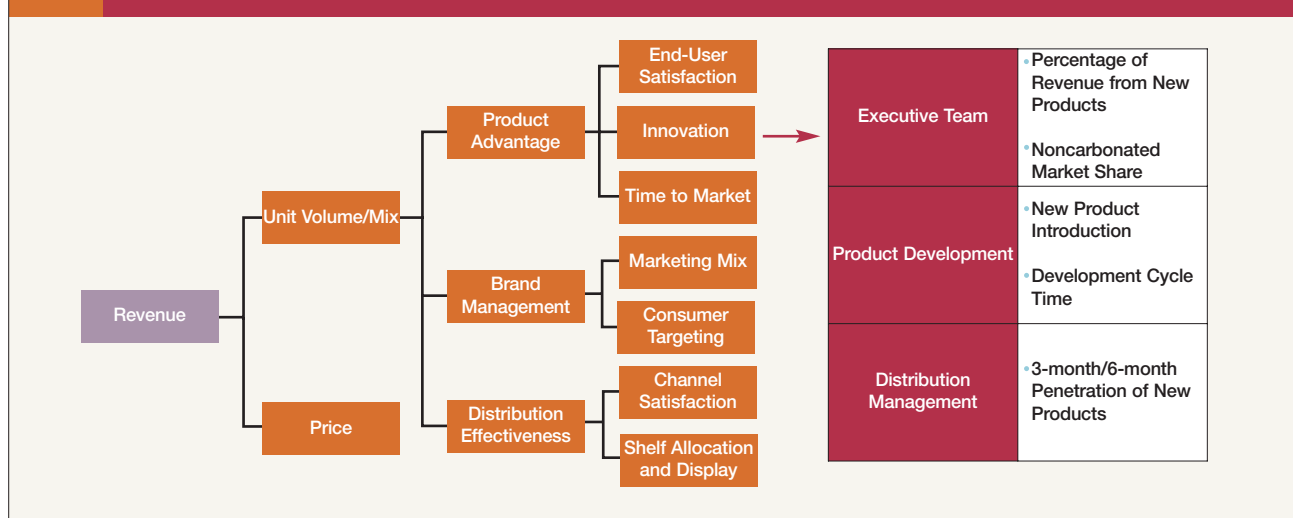 Revenue
Unit Volume/Mix
Price
Product
Advantage
Brand
Management
Distribution
Effectiveness
End-User
Satisfaction
Innovation
Time to Market
Marketing Mix
Consumer
Targeting
Channel
Satisfaction
Shelf Allocation
and Display
Executive Team
• Percentage of
Revenue from New
Products
• Noncarbonated
Market Share
Product Development
• New Product
Introduction
• Development Cycle
Time
Distribution
Management
• 3-month/6-month
Penetration of New
Products